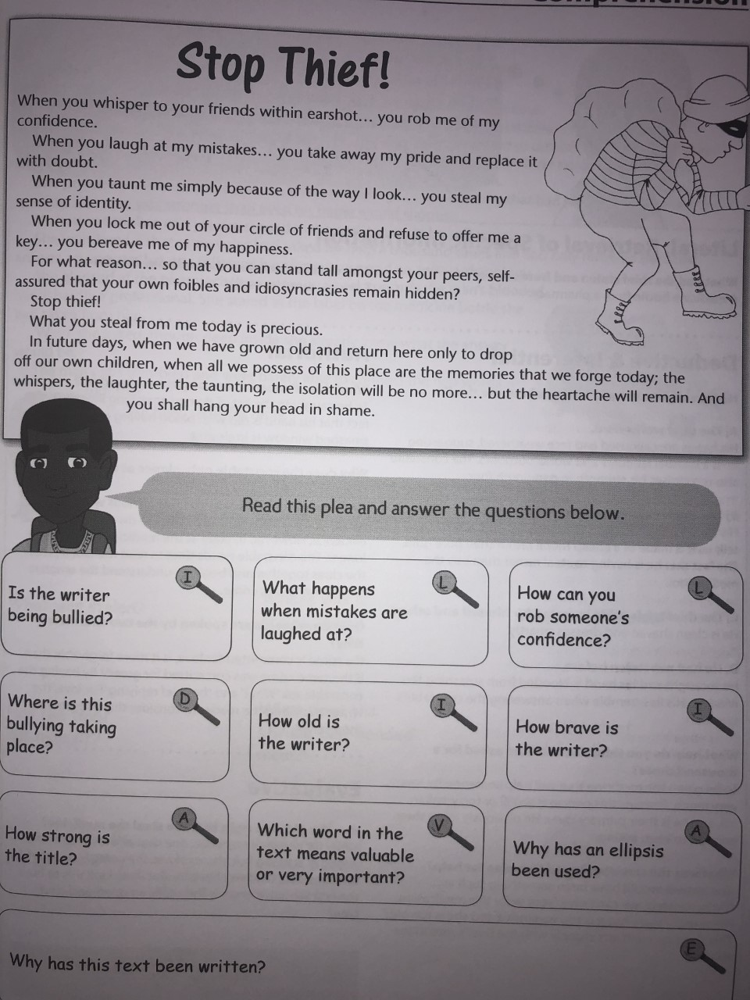 Comprehension
Stop Thief!
When you whisper to your friends within earshot... you rob me of my
confidence.
When you laugh at my mistakes... you take away my pride and replace it
with doubt.
When you taunt me simply because of the way I look... you steal my
sense of identity.
When you lock me out of your circle of friends and refuse to offer me a
key... you bereave me of my happiness.
For what reason... so that you can stand tall amongst your peers, self-
assured that your own foibles and idiosyncrasies remain hidden?
Stop thief!
What you steal from me today is precious.
In future days, when we have grown old and return here only to drop
off our own children, when all we possess of this place are the memories that we forge today; the
whispers, the laughter, the taunting, the isolation will be no more... but the heartache will remain. And
you shall hang your head in shame.
Read this plea and answer the questions below.
I
Is the writer
being bullied?
L
What happens
when mistakes are
laughed at?
L
How can you
rob someone's
confidence?
D
Where is this
bullying taking
place?
I
How old is
the writer?
I
How brave is
the writer?
A
How strong is
the title?
V
Which word in the
text means valuable
or very important?
A
Why has an ellipsis
been used?
E
Why has this text been written?